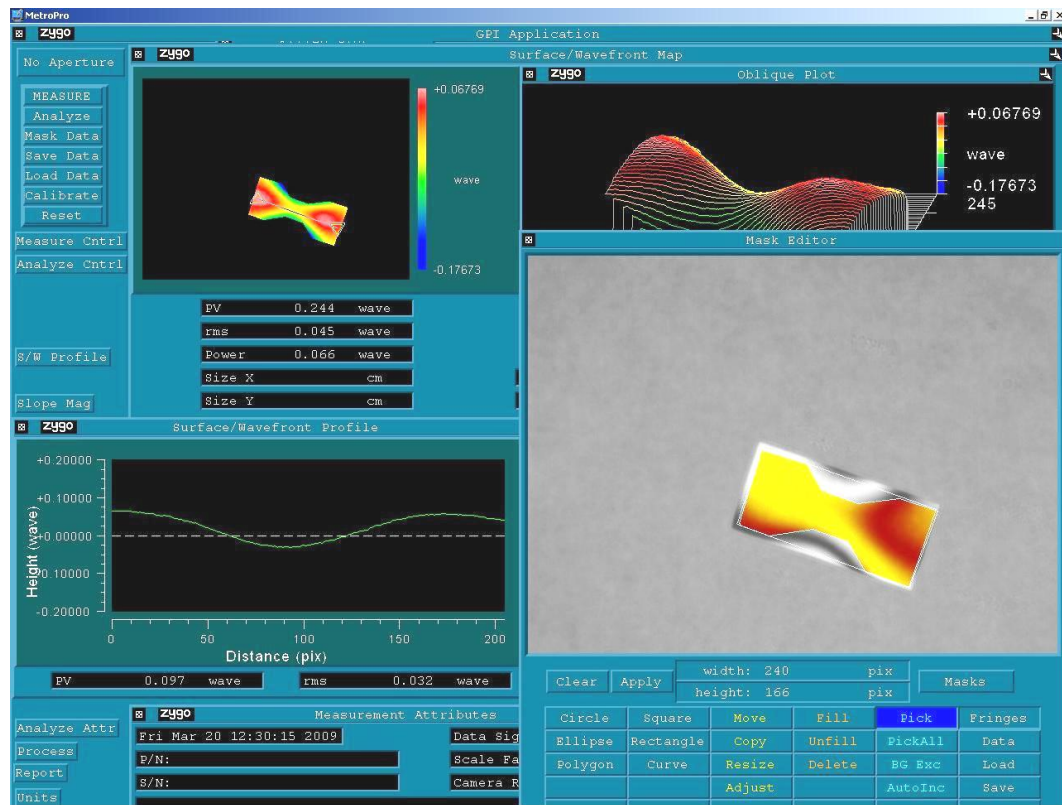 MetroPro
zygo GPI Application
No Aperture
MEASURE
Analyze
Mask Data
Save Data
Load Data
Calibrate
Reset
Measure Cntrl
Analyze Cntrl
S/W Profile
Slope Mag
zygo Surface/Wavefront Map
+0.06769
wave
-0.17673
PV 0.244 wave
rms 0.045 wave
Power 0.066 wave
Size X cm
Size Y cm
zygo Oblique Plot
+0.06769
wave
-0.17673
245
zygo Surface/Wavefront Profile
+0.20000
+0.10000
+0.00000
-0.20000
Height (wave)
0 50 100 150 200
Distance (pix)
PV 0.097 wave rms 0.032 wave
Mask Editor
Clear Apply width: 240 pix Masks
height: 166 pix
Circle Square Move Fill Pick Fringes
Ellipse Rectangle Copy Unfill PickAll Data
Polygon Curve Resize Delete BG Exc Load
Adjust AutoInc Save
Analyze Attr
Process
Report
Units
zygo Measurement Attributes
Fri Mar 20 12:30:15 2009 Data Sig
P/N: Scale Fa
S/N: Camera R